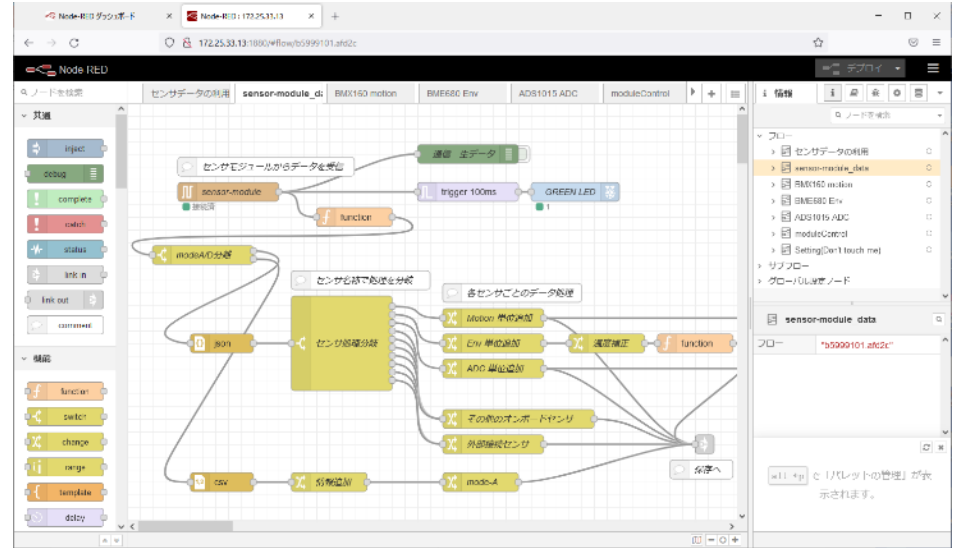 Node-RED ダッシュボード
Node-RED : 172.25.33.13
172.25.33.13:1880/#flow/b5999101.afd2c
Node-RED
デプロイ
ノードを検索
センサデータの利用
sensor-module_da
BMX160 motion
BME680 Env
ADS1015 ADC
moduleControl
情報
共通
inject
debug
complete
catch
status
link in
link out
comment
機能
function
switch
change
range
template
delay
センサモジュールからデータを受信
sensor-module
接続済
通信 生データ
trigger 100ms
GREEN LED
1
function
modeA/D分岐
センサ名称で処理を分岐
各センサごとのデータ処理
json
センサ処理分岐
Motion 単位追加
Env 単位追加
温度補正
function
ADC 単位追加
その他のオンボードセンサ
外部接続センサ
保存へ
csv
情報追加
mode-A
ノードを検索
フロー
センサデータの利用
sensor-module_data
BMX160 motion
BME680 Env
ADS1015 ADC
moduleControl
Setting(Don't touch me)
サブフロー
グローバル設定ノード
sensor-module_data
フロー
"b5999101.afd2c"
で「パレットの管理」が表
示されます。